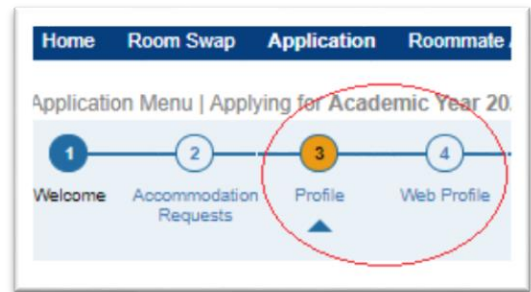 Home Room Swap Application Roommate
Application Menu | Applying for Academic Year 20
1 2 3 4
Welcome Accommodation Requests Profile Web Profile